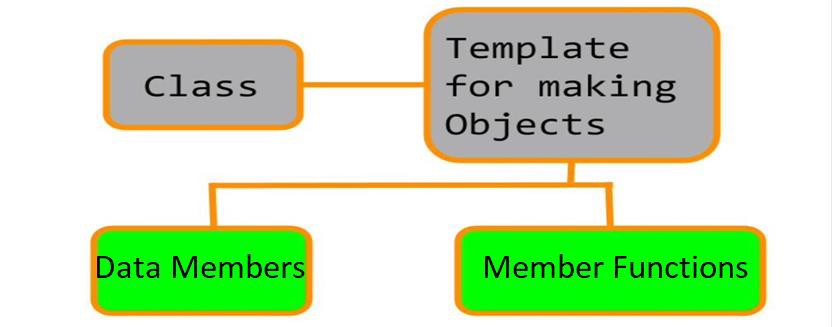 Class
Template
for making
Objects
Data Members
Member Functions